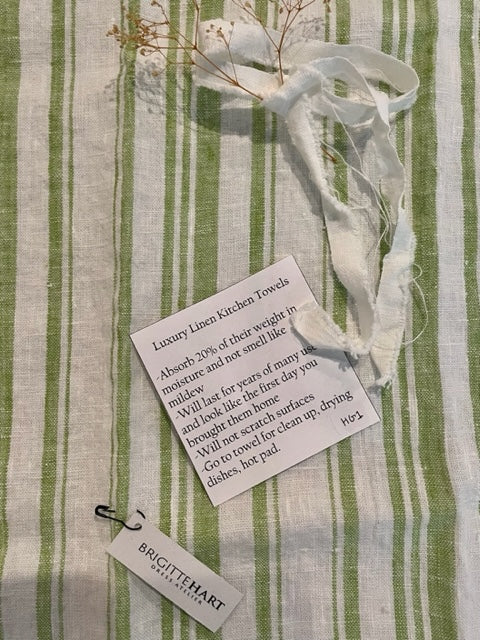 Luxury Linen Kitchen Towels
-Absorb 20% of their weight in
moisture and not smell like
mildew
-Will last for years of many use
and look like the first day you
brought them home
-Will not scratch surfaces
-Go to towel for clean up, drying
dishes, hot pad.
BRIGITTEHART
DRESS ATELIER